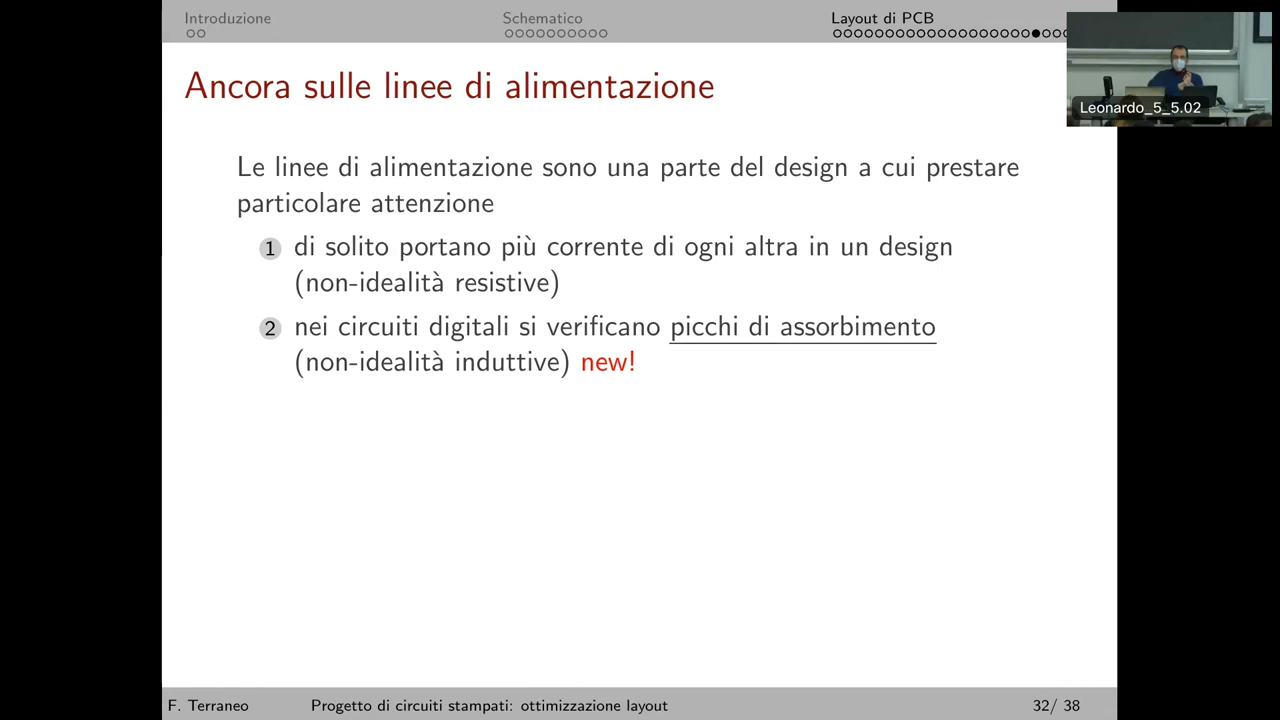 Introduzione
Schematico
Layout di PCB
Ancora sulle linee di alimentazione
Leonardo_5_5.02
Le linee di alimentazione sono una parte del design a cui prestare
particolare attenzione
1 di solito portano più corrente di ogni altra in un design
(non-idealità resistive)
2 nei circuiti digitali si verificano picchi di assorbimento
(non-idealità induttive) new!
F. Terraneo
Progetto di circuiti stampati: ottimizzazione layout
32/ 38